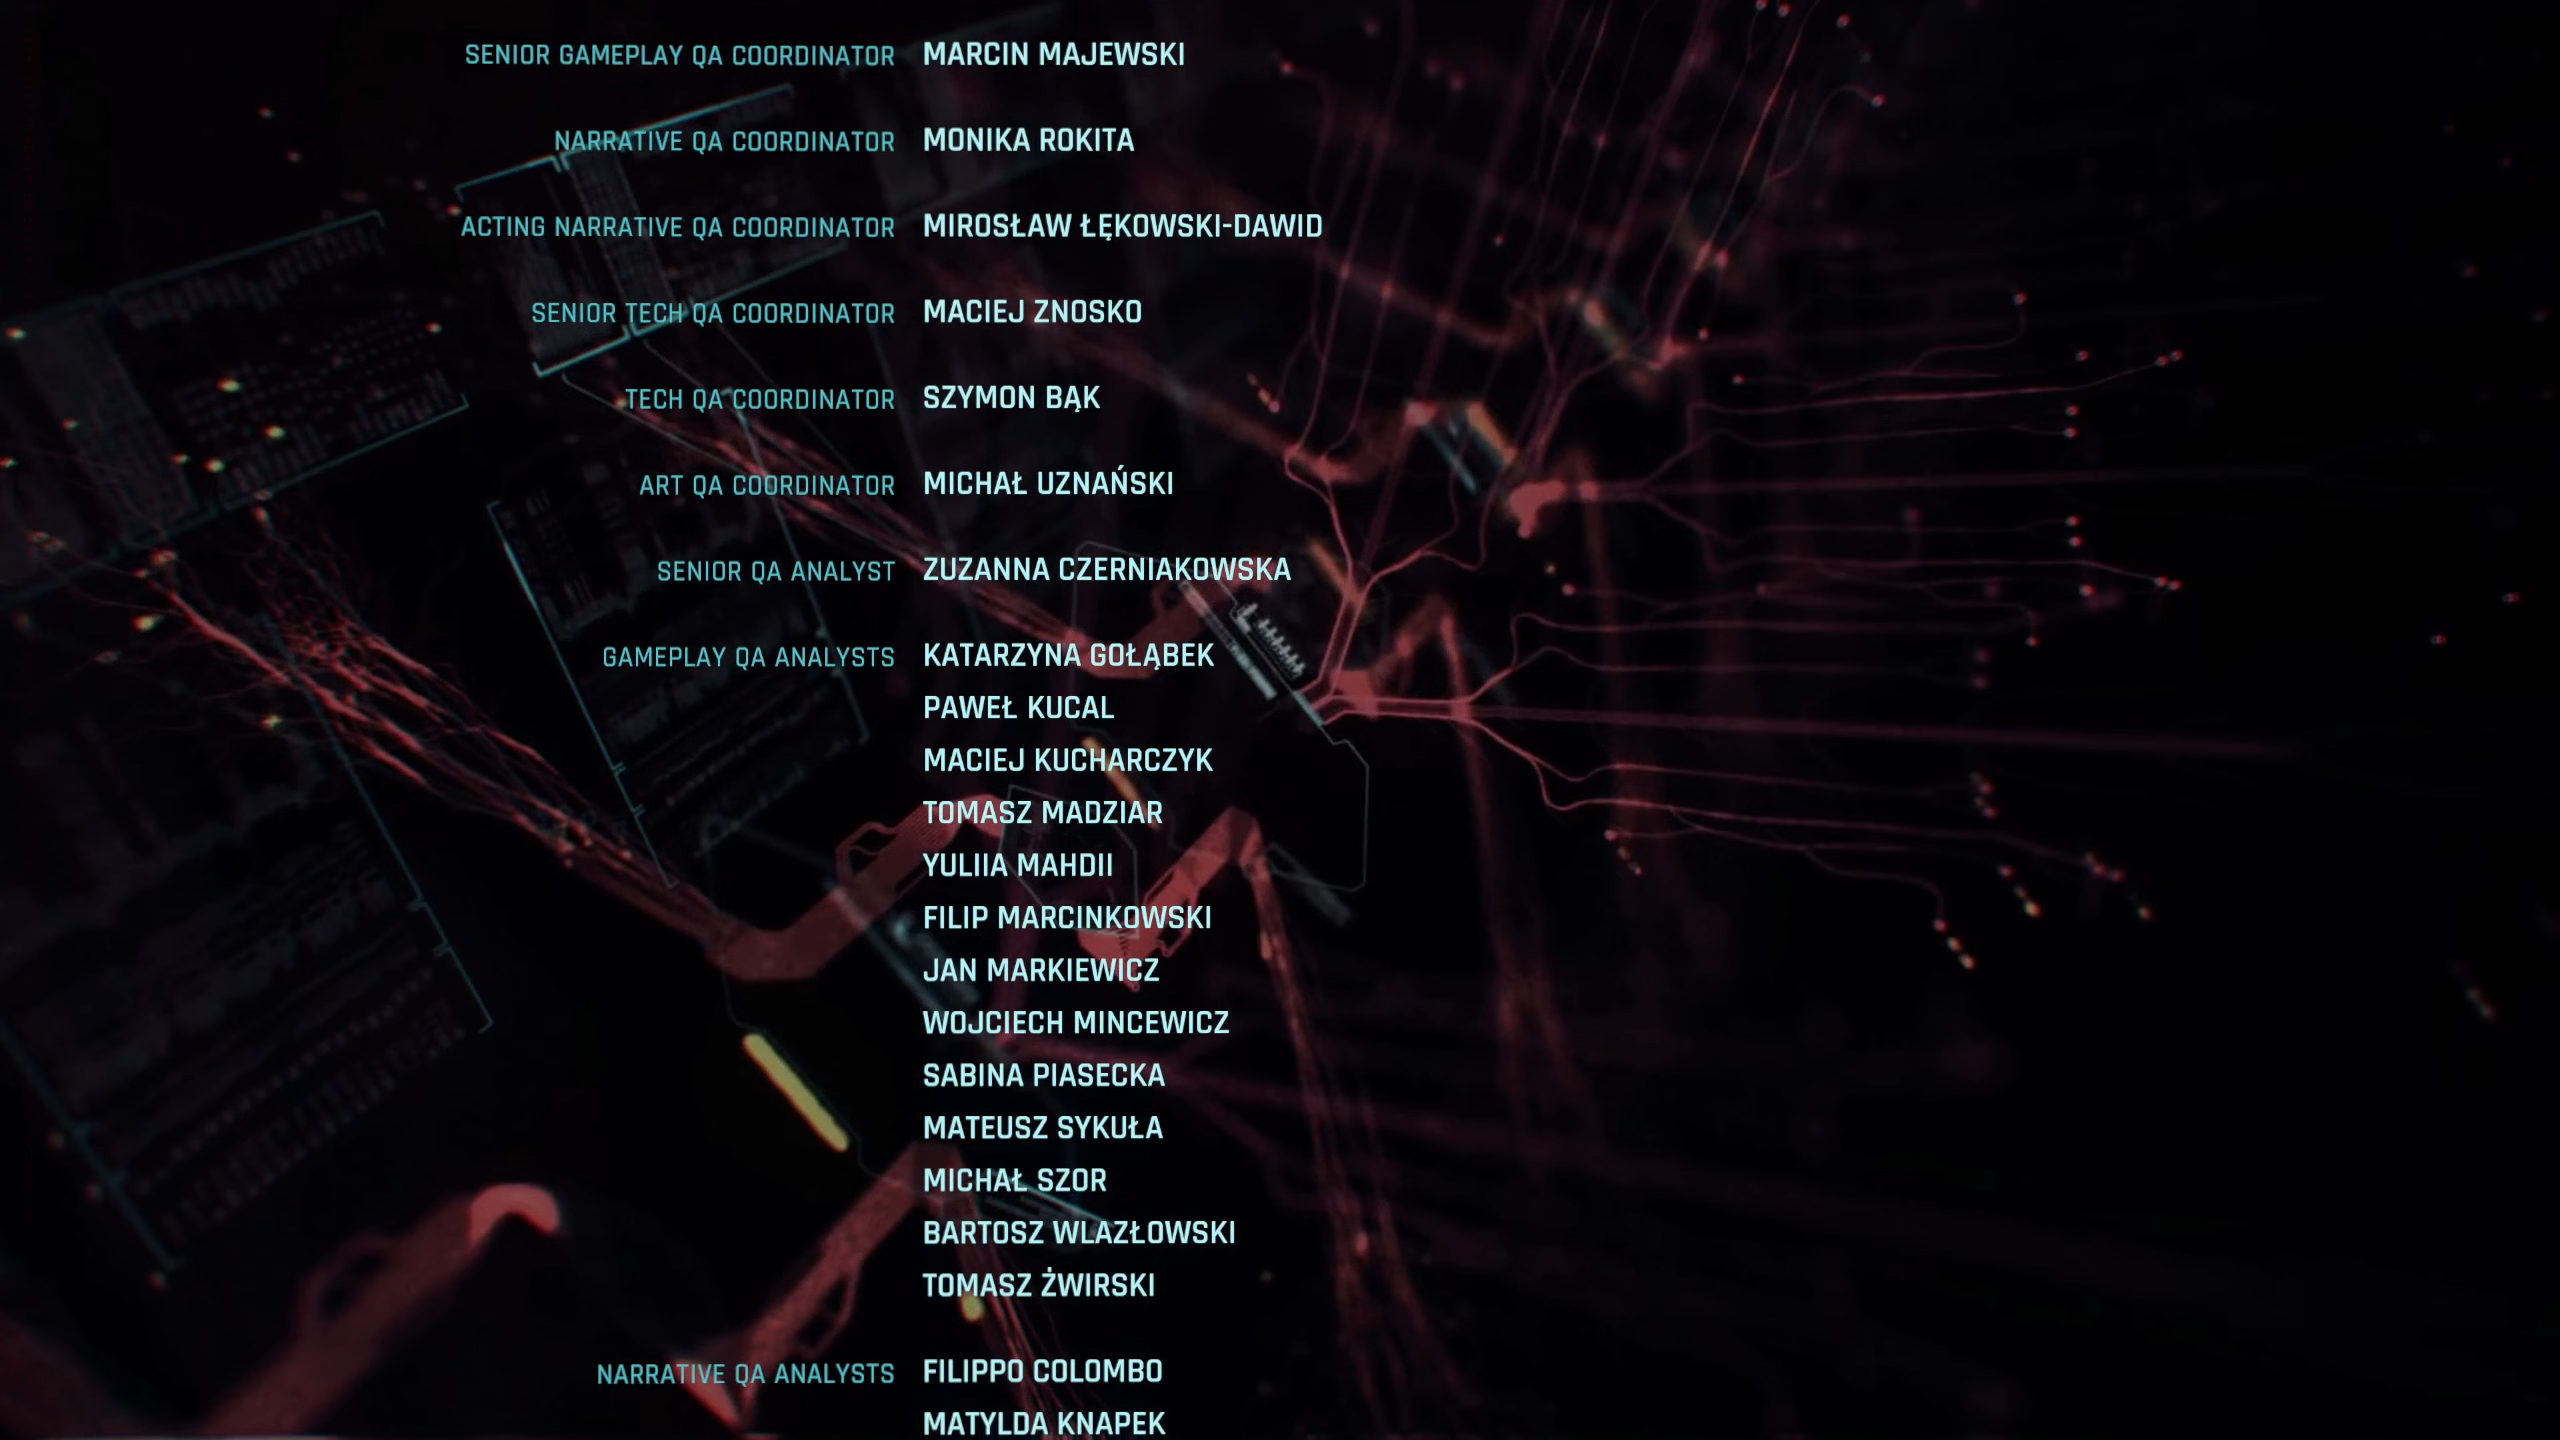 SENIOR GAMEPLAY QA COORDINATOR MARCIN MAJEWSKI
NARRATIVE QA COORDINATOR MONIKA ROKITA
ACTING NARRATIVE QA COORDINATOR MIROSŁAW ŁĘKOWSKI-DAWID
SENIOR TECH QA COORDINATOR MACIEJ ZNOSKO
TECH QA COORDINATOR SZYMON BĄK
ART QA COORDINATOR MICHAŁ UZNAŃSKI
SENIOR QA ANALYST ZUZANNA CZERNIAKOWSKA
GAMEPLAY QA ANALYSTS KATARZYNA GOŁĄBEK
PAWEŁ KUCAL
MACIEJ KUCHARCZYK
TOMASZ MADZIAR
YULIIA MAHDII
FILIP MARCINKOWSKI
JAN MARKIEWICZ
WOJCIECH MINCEWICZ
SABINA PIASECKA
MATEUSZ SYKUŁA
MICHAŁ SZOR
BARTOSZ WLAZŁOWSKI
TOMASZ ŻWIRSKI
NARRATIVE QA ANALYSTS FILIPPO COLOMBO
MATYLDA KNAPEK